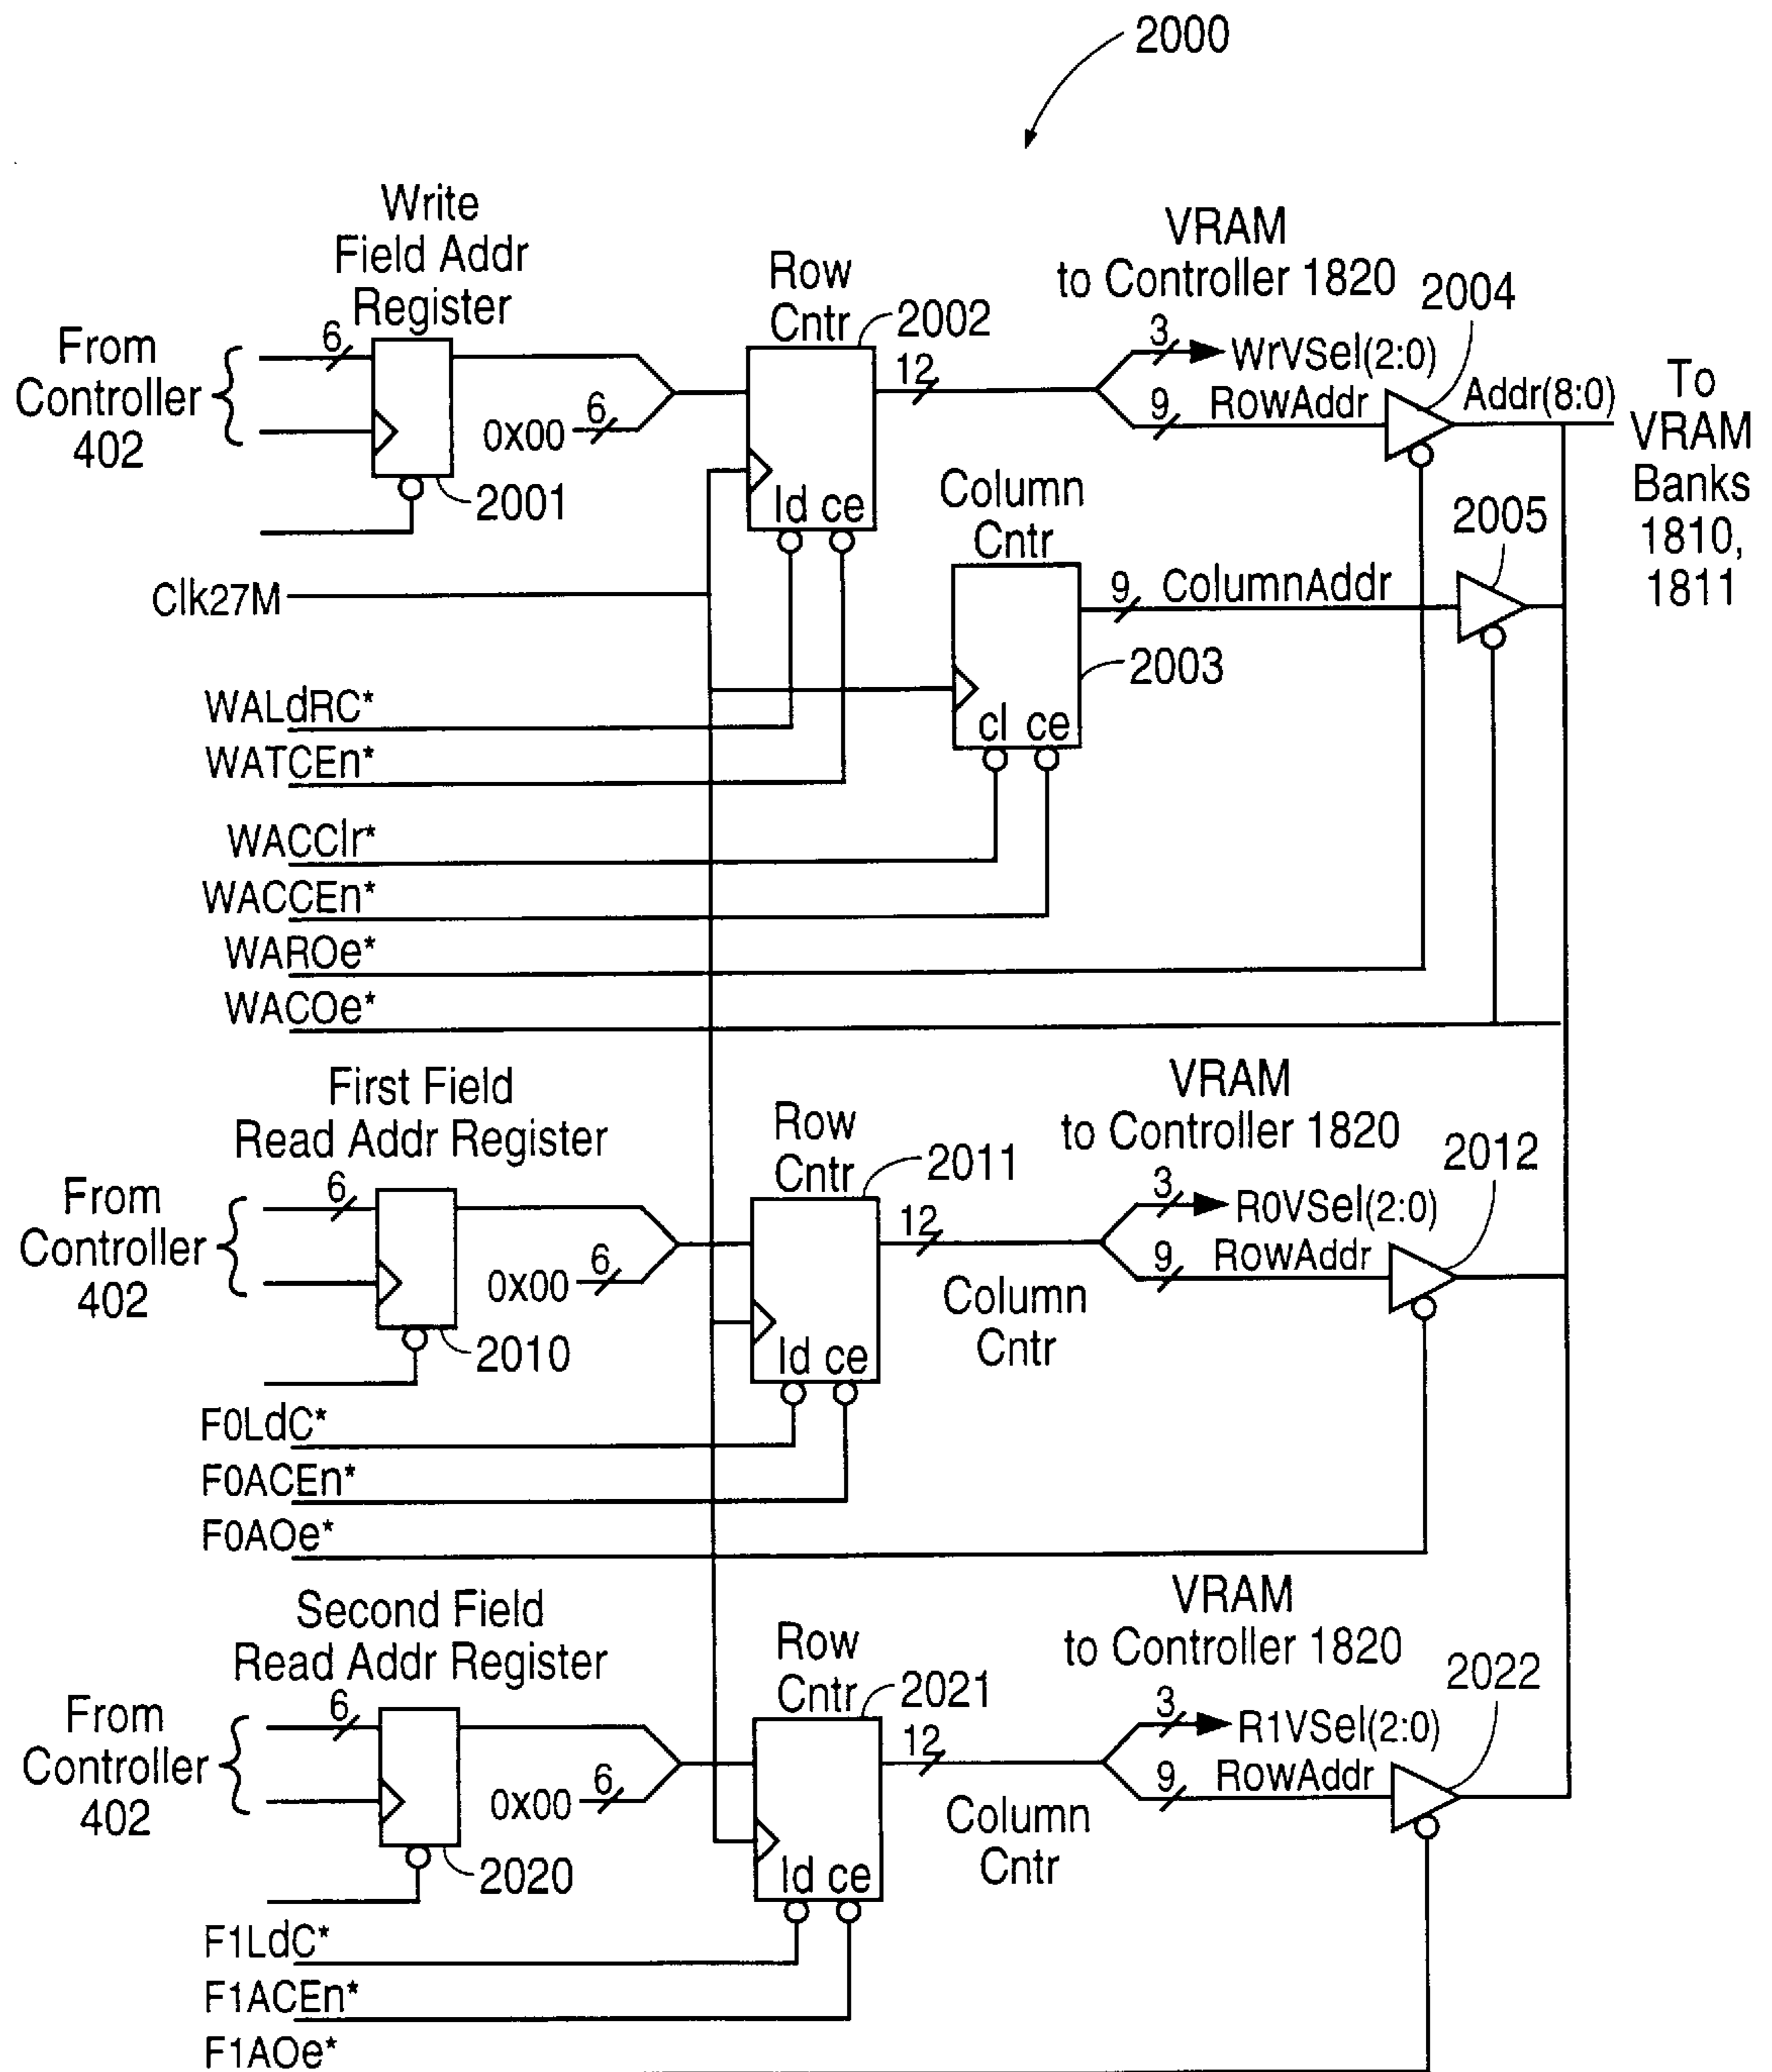 2000
Write
Field Addr
Register
Row
Cntr
2002
VRAM
to Controller 1820
2004
From
Controller
402
6
0X00
6
2001
ld ce
12
3
WrVSel(2:0)
9
RowAddr
Addr(8:0)
To
VRAM
Banks
1810,
1811
Column
Cntr
2005
Clk27M
9
ColumnAddr
2003
cl ce
WALdRC*
WATCEn*
WACClr*
WACCEn*
WAROe*
WACOe*
First Field
Read Addr Register
Row
Cntr
2011
VRAM
to Controller 1820
2012
From
Controller
402
6
0X00
6
2010
ld ce
12
3
R0VSel(2:0)
9
RowAddr
Column
Cntr
F0LdC*
F0ACEn*
F0AOe*
Second Field
Read Addr Register
Row
Cntr
2021
VRAM
to Controller 1820
2022
From
Controller
402
6
0X00
6
2020
ld ce
12
3
R1VSel(2:0)
9
RowAddr
Column
Cntr
F1LdC*
F1ACEn*
F1AOe*